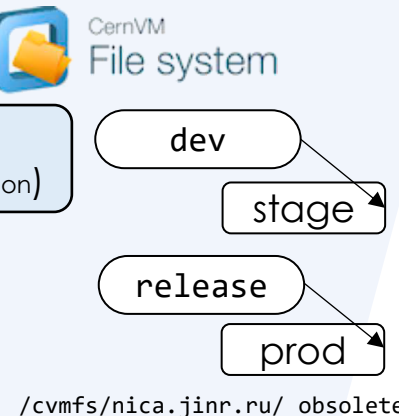 CernVM
File system
dev
on)
stage
release
prod
/cvmfs/nica.jinr.ru/ obsolete